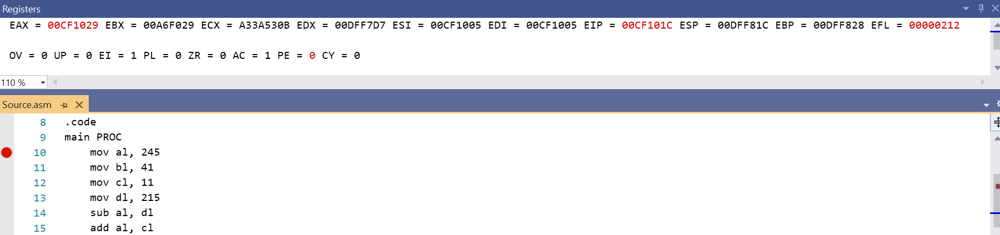 Registers
EAX = 00CF1029 EBX = 00A6F029 ECX = A33A530B EDX = 00DFF7D7 ESI = 00CF1005 EDI = 00CF1005 EIP = 00CF101C ESP = 00DFF81C EBP = 00DFF828 EFL = 00000212
OV = 0 UP = 0 EI = 1 PL = 0 ZR = 0 AC = 1 PE = 0 CY = 0
110 %
Source.asm
8 .code
9 main PROC
10 mov al, 245
11 mov bl, 41
12 mov cl, 11
13 mov dl, 215
14 sub al, dl
15 add al, cl